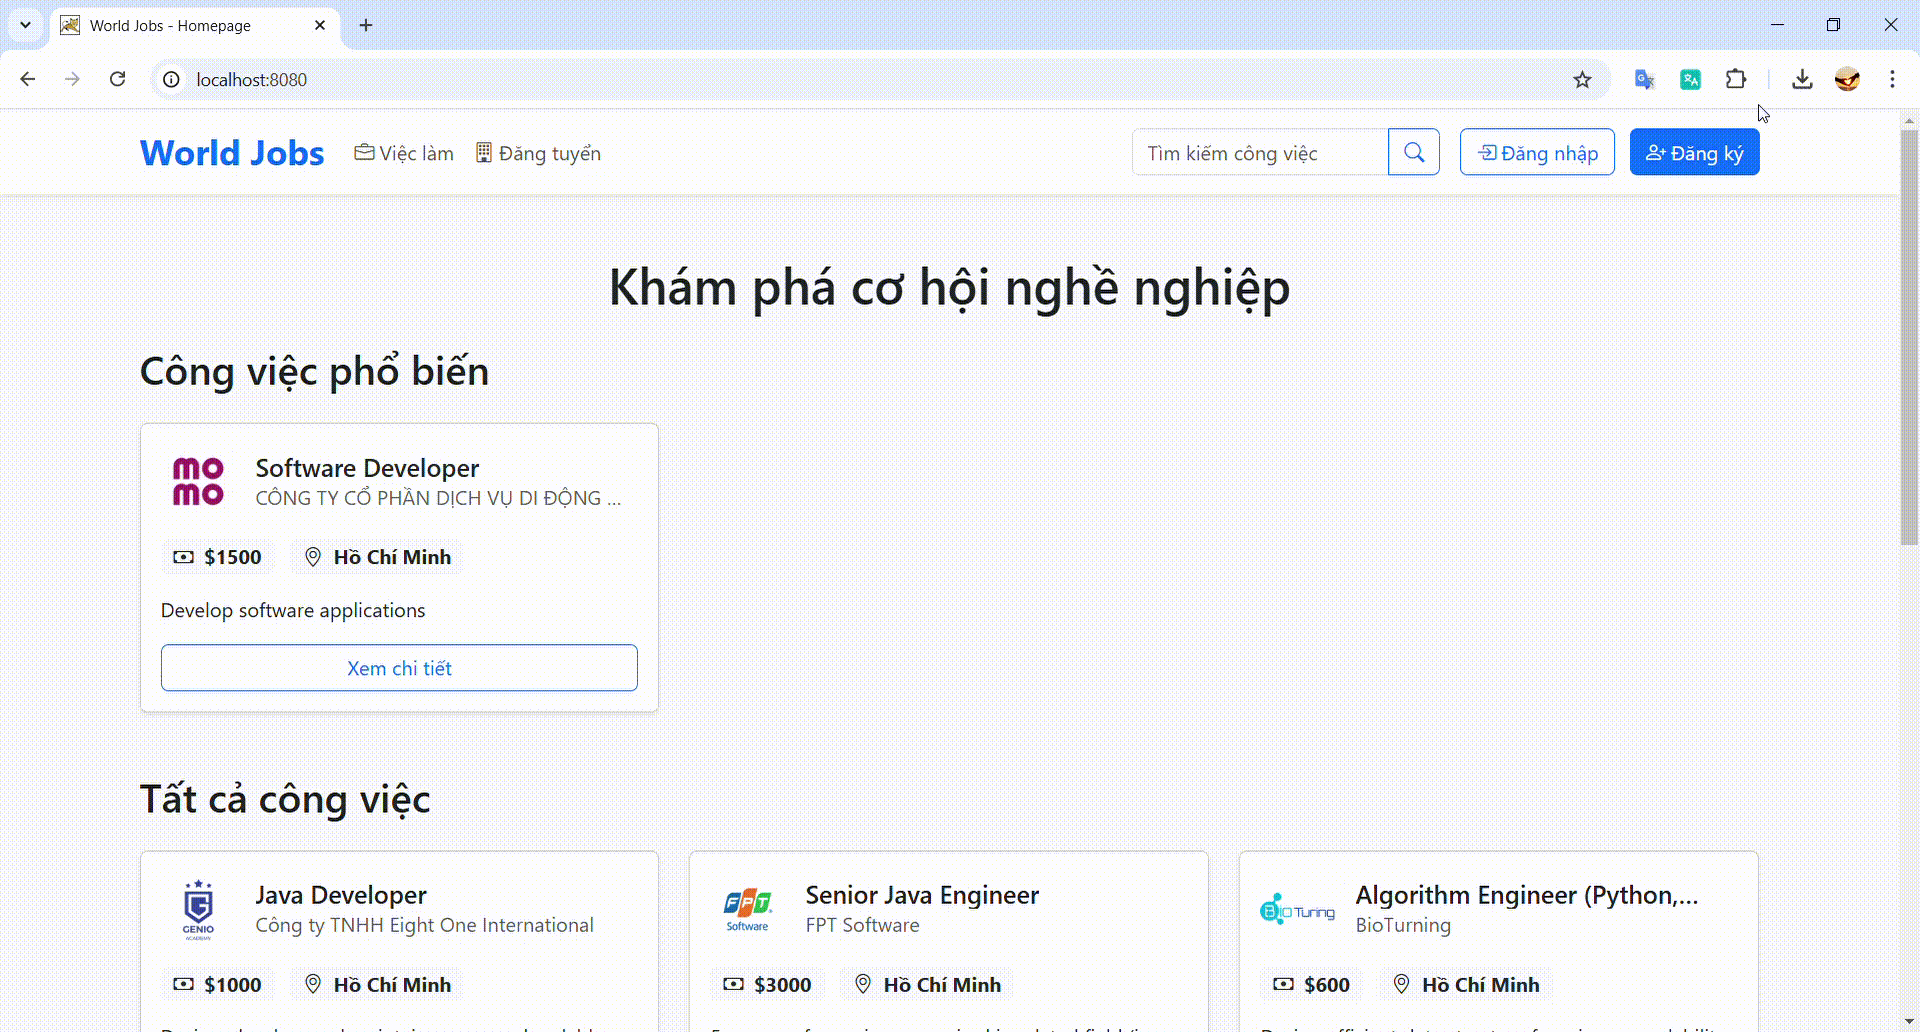 World Jobs - Homepage
localhost:8080
World Jobs
Việc làm
Đăng tuyển
Tìm kiếm công việc
Đăng nhập
Đăng ký
Khám phá cơ hội nghề nghiệp
Công việc phổ biến
momo
Software Developer
CÔNG TY CỔ PHẦN DỊCH VỤ DI ĐỘNG ...
$1500
Hồ Chí Minh
Develop software applications
Xem chi tiết
Tất cả công việc
GENIO
ACADEMY
Java Developer
Công ty TNHH Eight One International
$1000
Hồ Chí Minh
FPT
Software
Senior Java Engineer
FPT Software
$3000
Hồ Chí Minh
BioTuring
Algorithm Engineer (Python,...
BioTurning
$600
Hồ Chí Minh